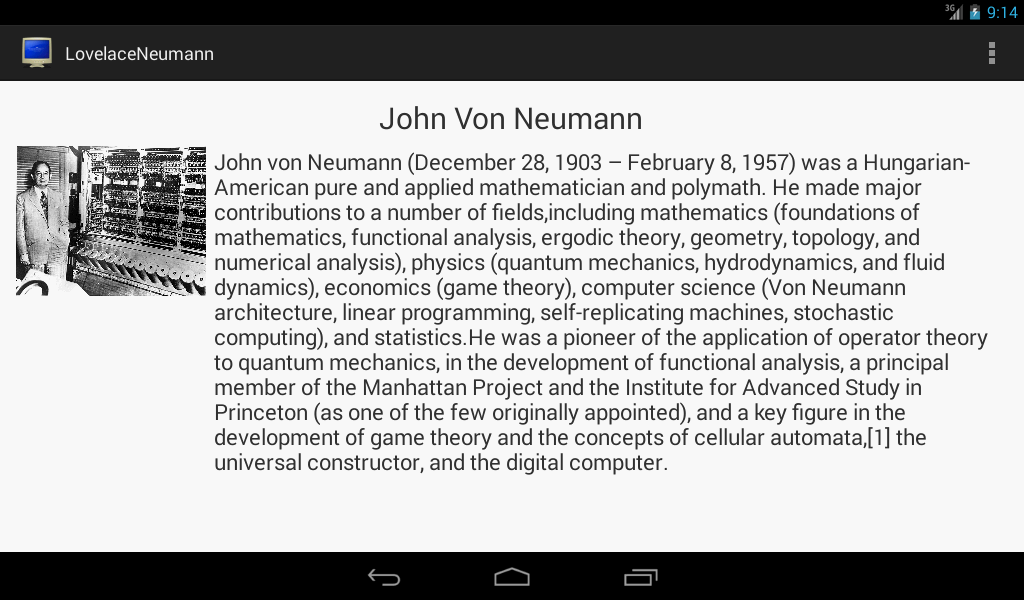 3G 9:14
LovelaceNeumann
John Von Neumann
John von Neumann (December 28, 1903 – February 8, 1957) was a Hungarian-
American pure and applied mathematician and polymath. He made major
contributions to a number of fields,including mathematics (foundations of
mathematics, functional analysis, ergodic theory, geometry, topology, and
numerical analysis), physics (quantum mechanics, hydrodynamics, and fluid
dynamics), economics (game theory), computer science (Von Neumann
architecture, linear programming, self-replicating machines, stochastic
computing), and statistics.He was a pioneer of the application of operator theory
to quantum mechanics, in the development of functional analysis, a principal
member of the Manhattan Project and the Institute for Advanced Study in
Princeton (as one of the few originally appointed), and a key figure in the
development of game theory and the concepts of cellular automata,[1] the
universal constructor, and the digital computer.